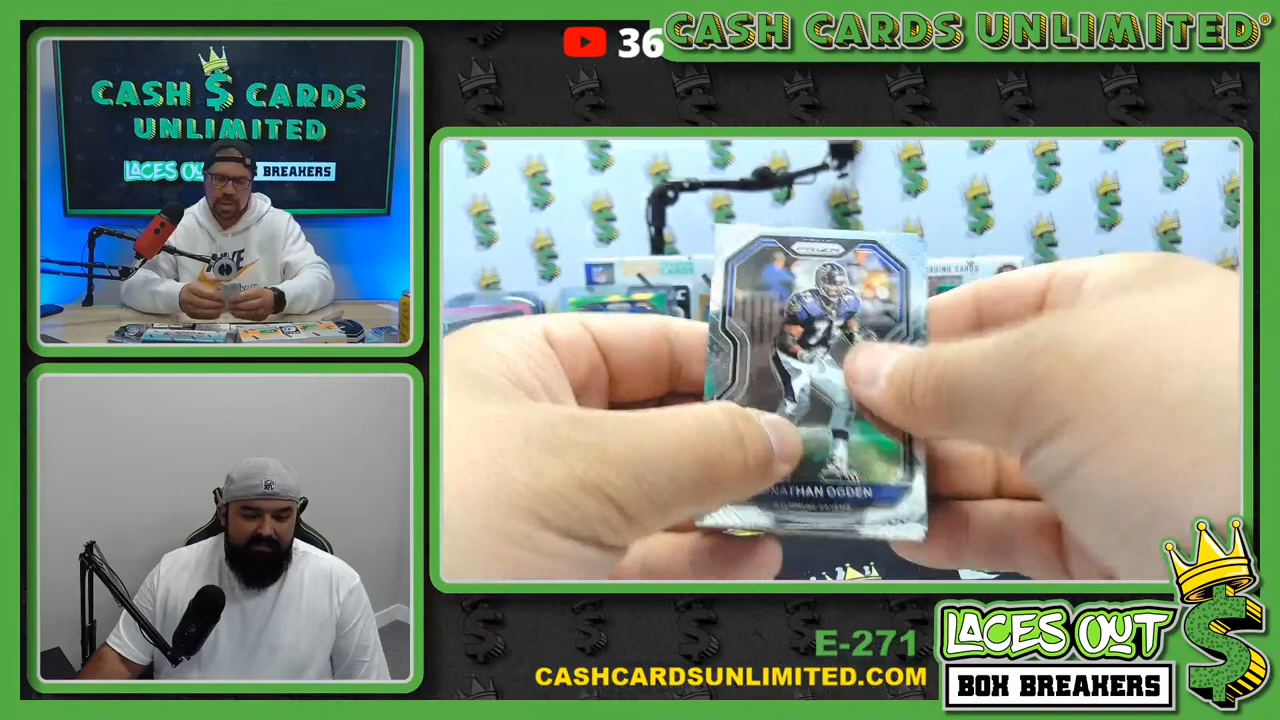 CASH CARDS UNLIMITED®
36
CASH $ CARDS
UNLIMITED
LACES OUT
BREAKERS
NIKE
PRIZM
NATHAN OGDEN
E-271
CASHCARDSUNLIMITED.COM
LACES OUT
BOX BREAKERS